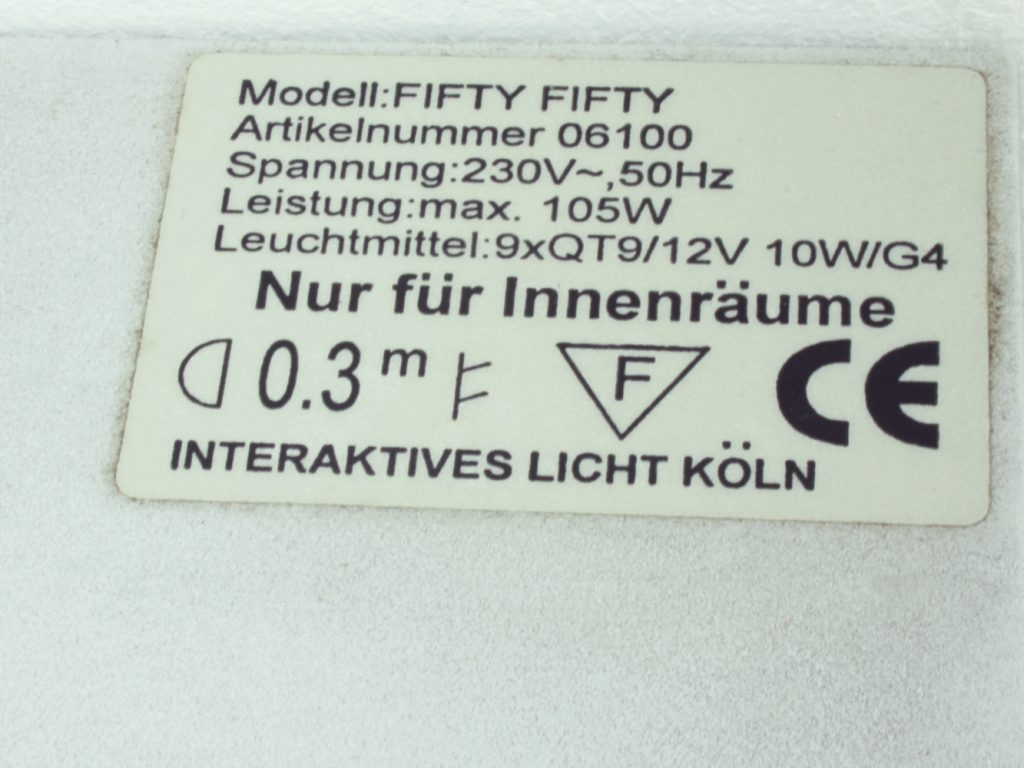 Modell:FIFTY FIFTY
Artikelnummer 06100
Spannung:230V~,50Hz
Leistung:max. 105W
Leuchtmittel:9xQT9/12V 10W/G4
Nur für Innenräume
0.3 m F CE
INTERAKTIVES LICHT KÖLN